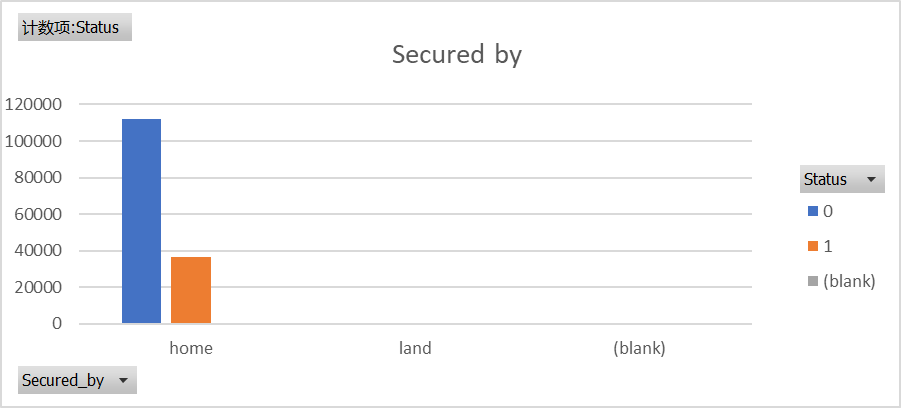 计数项:Status
Secured by
120000
100000
80000
60000
40000
20000
0
home land (blank)
Status
0
1
(blank)
Secured_by